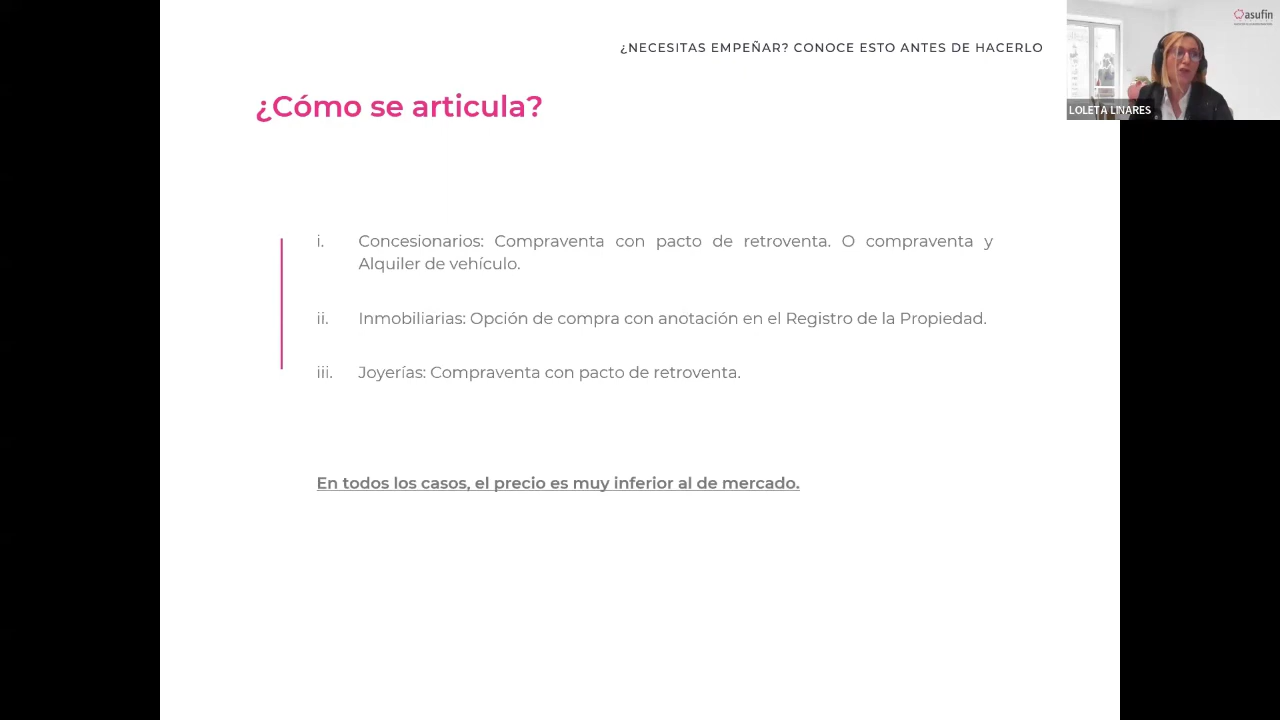 ¿NECESITAS EMPEÑAR? CONOCE ESTO ANTES DE HACERLO
asufin
LOLETA LINARES
¿Cómo se articula?
i. Concesionarios: Compraventa con pacto de retroventa. O compraventa y
Alquiler de vehículo.
ii. Inmobiliarias: Opción de compra con anotación en el Registro de la Propiedad.
iii. Joyerías: Compraventa con pacto de retroventa.
En todos los casos, el precio es muy inferior al de mercado.